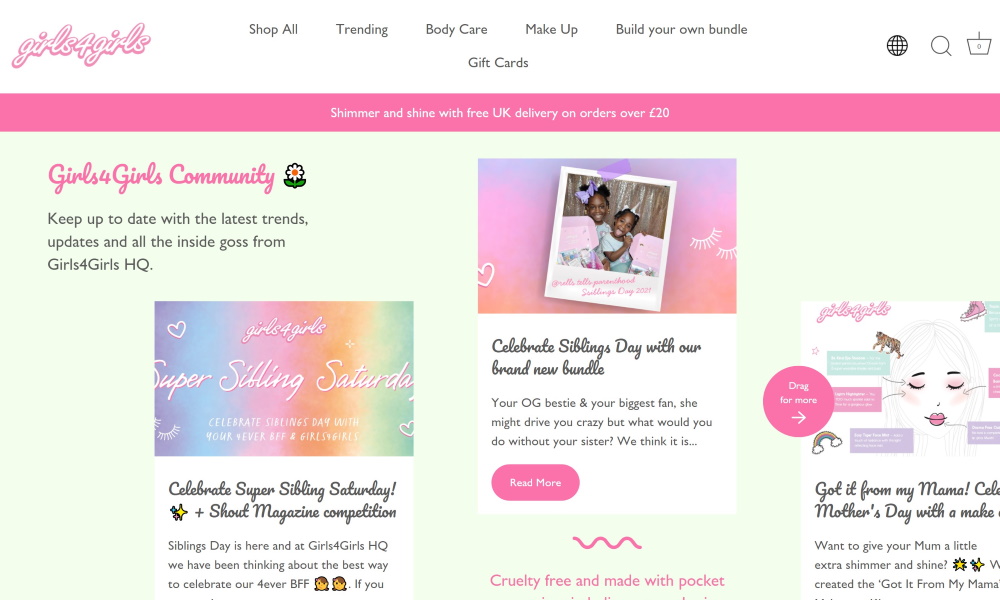 girls4girls
Shop All
Trending
Body Care
Make Up
Build your own bundle
Gift Cards
0
Shimmer and shine with free UK delivery on orders over £20
Girls4Girls Community
Keep up to date with the latest trends,
updates and all the inside goss from
Girls4Girls HQ.
girls4girls
Super Sibling Saturda
CELEBRATE SIBLINGS DAY WITH
YOUR 4EVER BFF & GIRLS4GIRLS
Celebrate Super Sibling Saturday!
✨ + Shout Magazine competition
Siblings Day is here and at Girls4Girls HQ
we have been thinking about the best way
to celebrate our 4ever BFF 👧👧. If you
Siblings Day 2021
Celebrate Siblings Day with our
brand new bundle
Your OG bestie & your biggest fan, she
might drive you crazy but what would you
do without your sister? We think it is...
Read More
Cruelty free and made with pocket
girls4girls
Drag
for more
Got it from my Mama! Cele
Mother's Day with a make
Want to give your Mum a little
extra shimmer and shine? 🌟✨ W
created the 'Got It From My Mama'